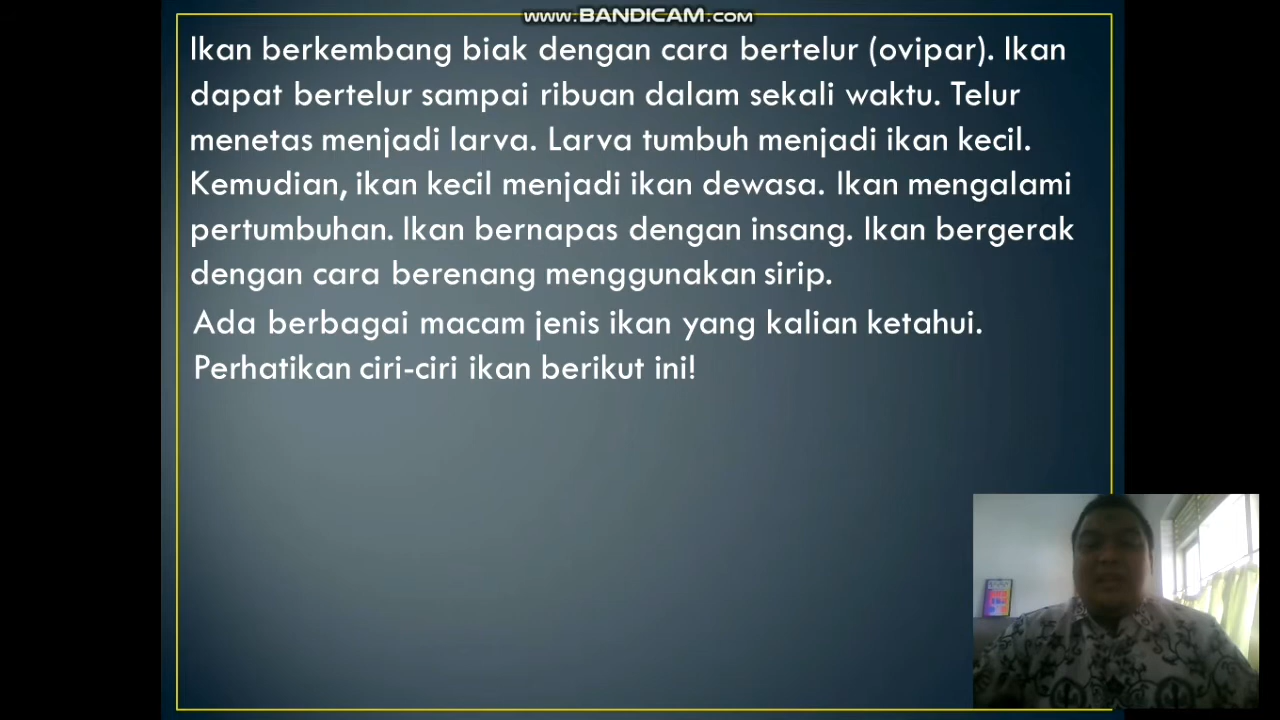 www.BANDICAM.com
Ikan berkembang biak dengan cara bertelur (ovipar). Ikan
dapat bertelur sampai ribuan dalam sekali waktu. Telur
menetas menjadi larva. Larva tumbuh menjadi ikan kecil.
Kemudian, ikan kecil menjadi ikan dewasa. Ikan mengalami
pertumbuhan. Ikan bernapas dengan insang. Ikan bergerak
dengan cara berenang menggunakan sirip.
Ada berbagai macam jenis ikan yang kalian ketahui.
Perhatikan ciri-ciri ikan berikut ini!